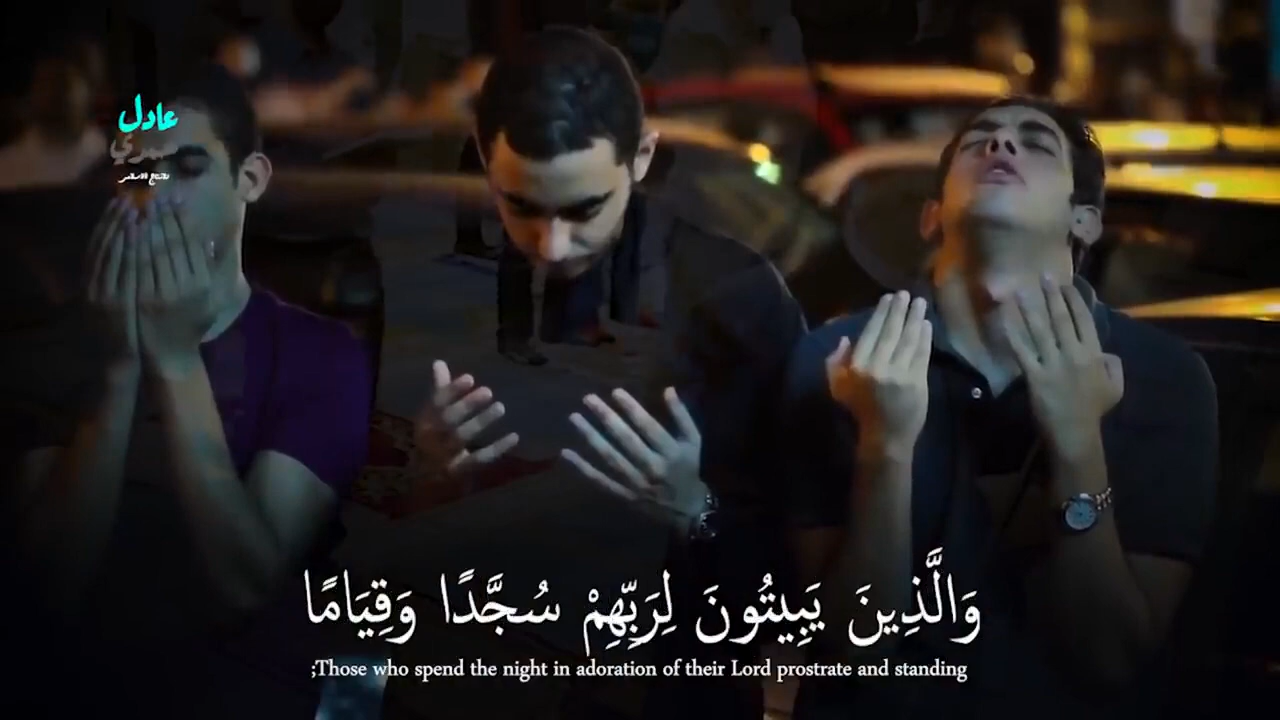 عادل
وَالَّذِينَ يَبِيتُونَ لِرَبِّهِمْ سُجَّدًا وَقِيَامًا
;Those who spend the night in adoration of their Lord prostrate and standing